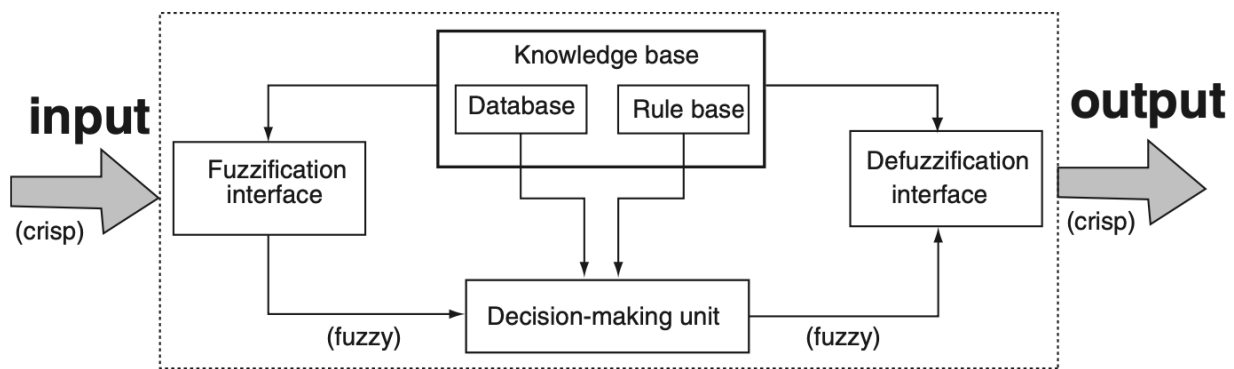 Knowledge base
Database
Rule base
input
output
Fuzzification
interface
Defuzzification
interface
(crisp)
(crisp)
Decision-making unit
(fuzzy)
(fuzzy)